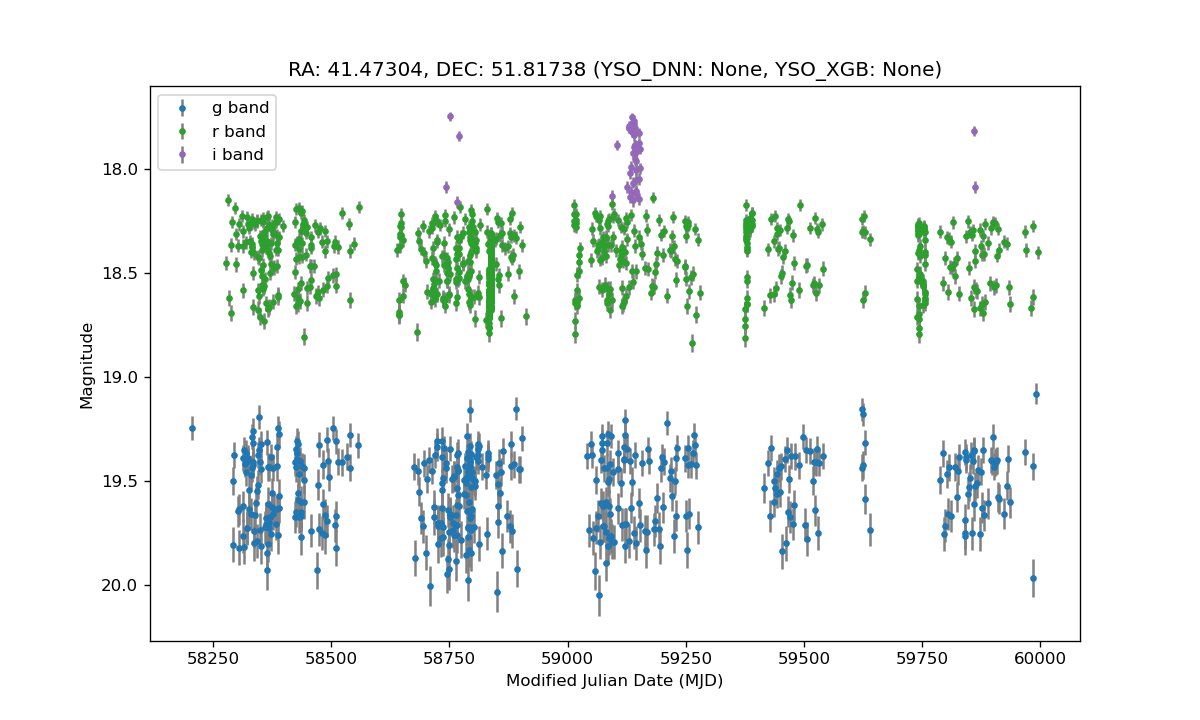 RA: 41.47304, DEC: 51.81738 (YSO_DNN: None, YSO_XGB: None)
g band
r band
i band
18.0
18.5
19.0
19.5
20.0
Magnitude
58250 58500 58750 59000 59250 59500 59750 60000
Modified Julian Date (MJD)